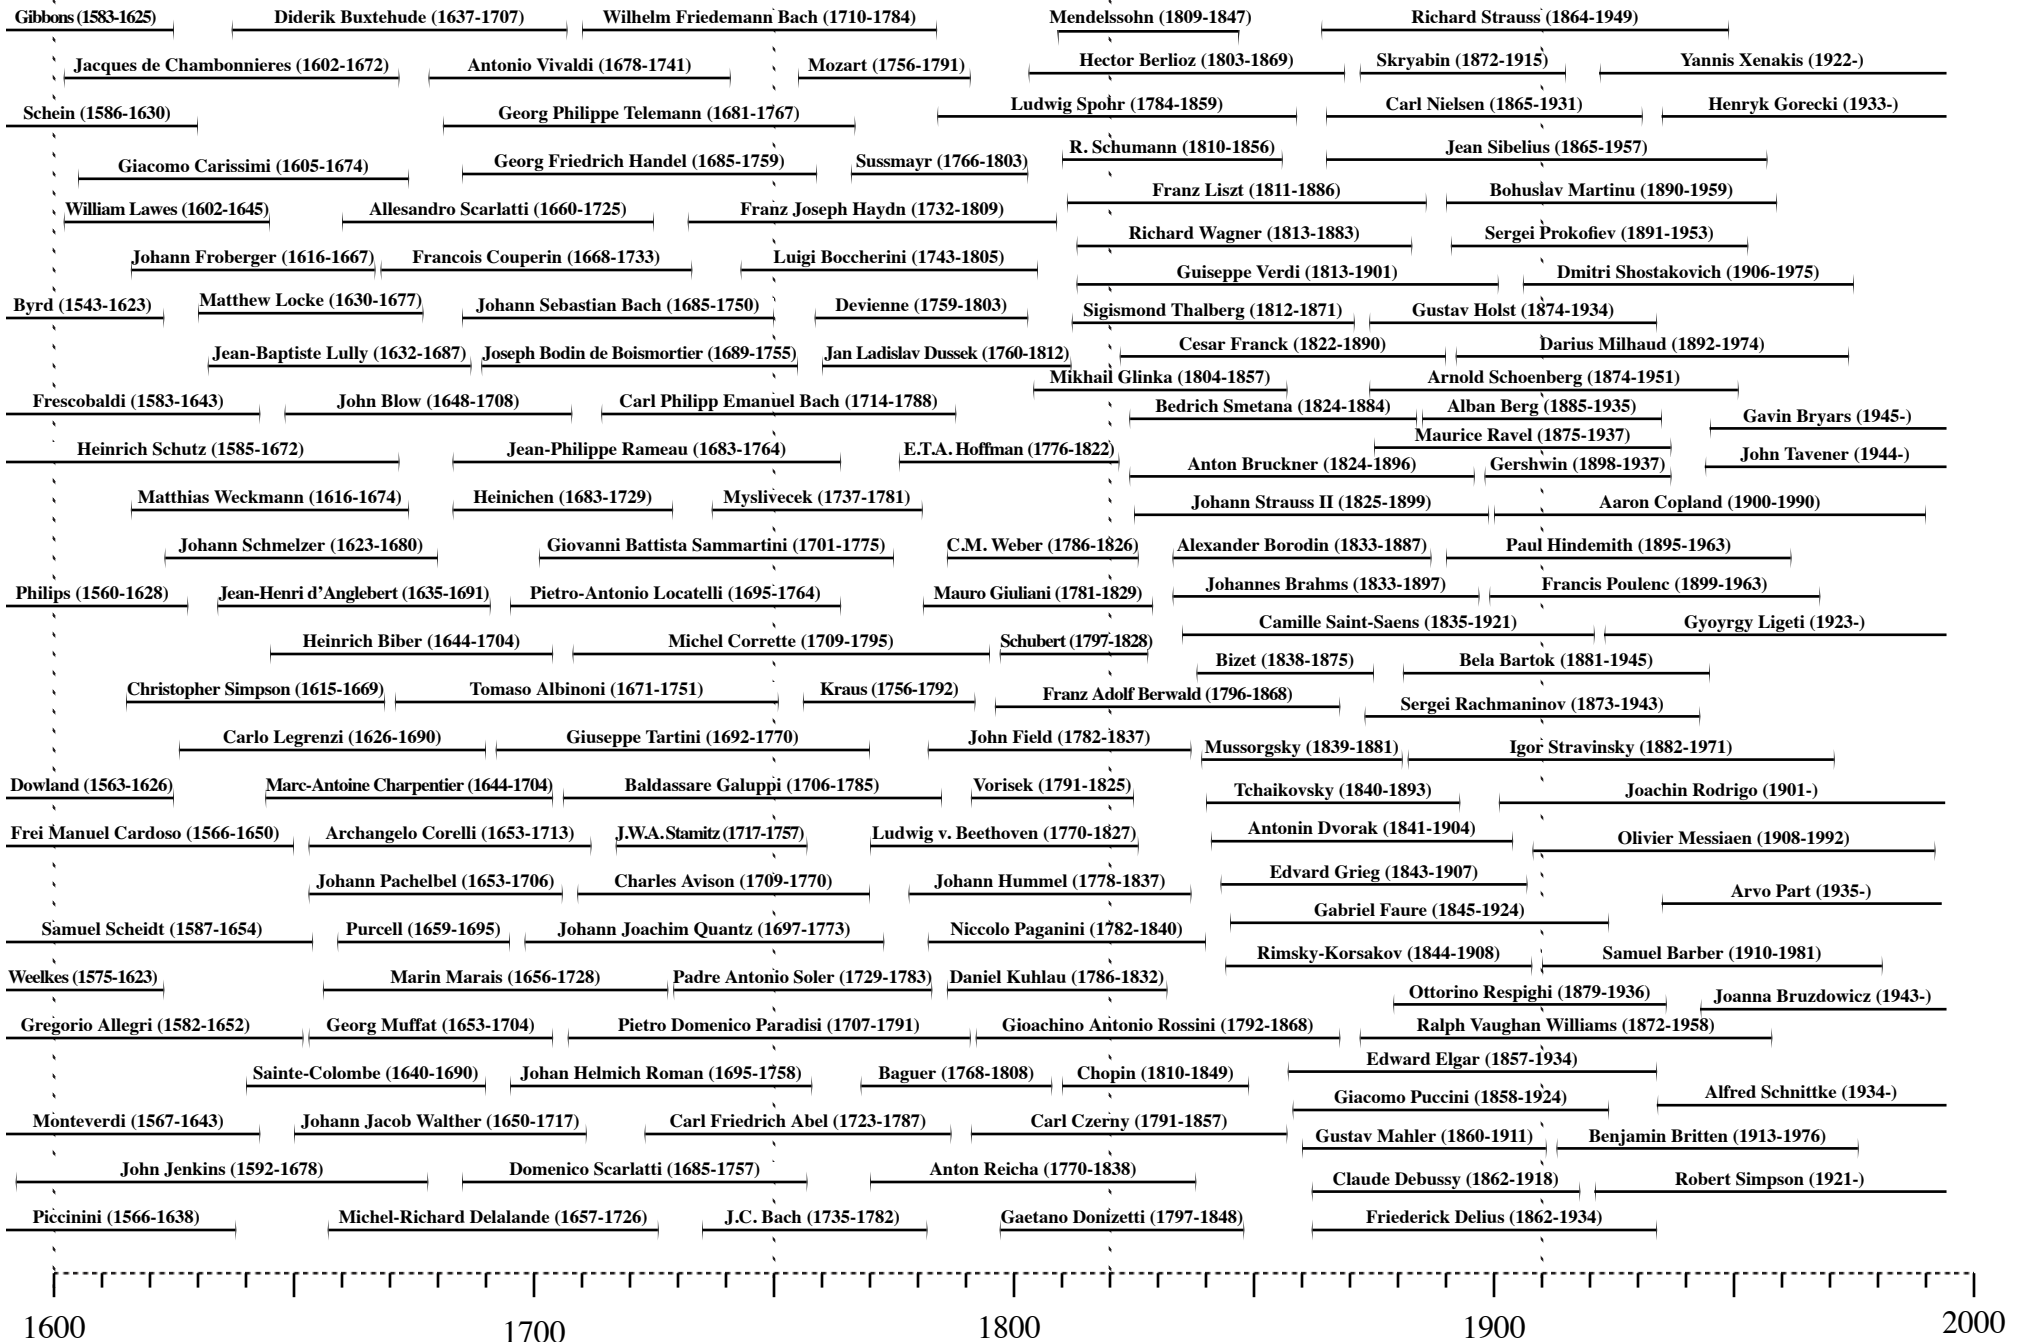 Gibbons (1583-1625) Diderik Buxtehude (1637-1707) Wilhelm Friedemann Bach (1710-1784) Mendelssohn (1809-1847) Richard Strauss (1864-1949)
Jacques de Chambonnieres (1602-1672) Antonio Vivaldi (1678-1741) Mozart (1756-1791) Hector Berlioz (1803-1869) Skryabin (1872-1915) Yannis Xenakis (1922-)
Schein (1586-1630) Georg Philippe Telemann (1681-1767) Ludwig Spohr (1784-1859) Carl Nielsen (1865-1931) Henryk Gorecki (1933-)
R. Schumann (1810-1856) Jean Sibelius (1865-1957)
Giacomo Carissimi (1605-1674) Georg Friedrich Handel (1685-1759) Sussmayr (1766-1803)
Franz Liszt (1811-1886) Bohuslav Martinu (1890-1959)
William Lawes (1602-1645) Allesandro Scarlatti (1660-1725) Franz Joseph Haydn (1732-1809)
Richard Wagner (1813-1883) Sergei Prokofiev (1891-1953)
Johann Froberger (1616-1667) Francois Couperin (1668-1733) Luigi Boccherini (1743-1805)
Guiseppe Verdi (1813-1901) Dmitri Shostakovich (1906-1975)
Byrd (1543-1623) Matthew Locke (1630-1677) Johann Sebastian Bach (1685-1750) Devienne (1759-1803) Sigismond Thalberg (1812-1871) Gustav Holst (1874-1934)
Jean-Baptiste Lully (1632-1687) Joseph Bodin de Boismortier (1689-1755) Jan Ladislav Dussek (1760-1812) Cesar Franck (1822-1890) Darius Milhaud (1892-1974)
Mikhail Glinka (1804-1857) Arnold Schoenberg (1874-1951)
Frescobaldi (1583-1643) John Blow (1648-1708) Carl Philipp Emanuel Bach (1714-1788) Bedrich Smetana (1824-1884) Alban Berg (1885-1935) Gavin Bryars (1945-)
Maurice Ravel (1875-1937)
Heinrich Schutz (1585-1672) Jean-Philippe Rameau (1683-1764) E.T.A. Hoffman (1776-1822) John Tavener (1944-)
Anton Bruckner (1824-1896) Gershwin (1898-1937)
Matthias Weckmann (1616-1674) Heinichen (1683-1729) Myslivecek (1737-1781) Johann Strauss II (1825-1899) Aaron Copland (1900-1990)
Johann Schmelzer (1623-1680) Giovanni Battista Sammartini (1701-1775) C.M. Weber (1786-1826) Alexander Borodin (1833-1887) Paul Hindemith (1895-1963)
Philips (1560-1628) Jean-Henri d'Anglebert (1635-1691) Pietro-Antonio Locatelli (1695-1764) Mauro Giuliani (1781-1829) Johannes Brahms (1833-1897) Francis Poulenc (1899-1963)
Camille Saint-Saens (1835-1921) Gyoyrgy Ligeti (1923-)
Heinrich Biber (1644-1704) Michel Corrette (1709-1795) Schubert (1797-1828)
Bizet (1838-1875) Bela Bartok (1881-1945)
Christopher Simpson (1615-1669) Tomaso Albinoni (1671-1751) Kraus (1756-1792) Franz Adolf Berwald (1796-1868) Sergei Rachmaninov (1873-1943)
Carlo Legrenzi (1626-1690) Giuseppe Tartini (1692-1770) John Field (1782-1837) Mussorgsky (1839-1881) Igor Stravinsky (1882-1971)
Dowland (1563-1626) Marc-Antoine Charpentier (1644-1704) Baldassare Galuppi (1706-1785) Vorisek (1791-1825) Tchaikovsky (1840-1893) Joachin Rodrigo (1901-)
Frei Manuel Cardoso (1566-1650) Archangelo Corelli (1653-1713) J.W.A. Stamitz (1717-1757) Ludwig v. Beethoven (1770-1827) Antonin Dvorak (1841-1904) Olivier Messiaen (1908-1992)
Johann Pachelbel (1653-1706) Charles Avison (1709-1770) Johann Hummel (1778-1837) Edvard Grieg (1843-1907) Arvo Part (1935-)
Gabriel Faure (1845-1924)
Samuel Scheidt (1587-1654) Purcell (1659-1695) Johann Joachim Quantz (1697-1773) Niccolo Paganini (1782-1840)
Rimsky-Korsakov (1844-1908) Samuel Barber (1910-1981)
Weelkes (1575-1623) Marin Marais (1656-1728) Padre Antonio Soler (1729-1783) Daniel Kuhlau (1786-1832)
Ottorino Respighi (1879-1936) Joanna Bruzdowicz (1943-)
Gregorio Allegri (1582-1652) Georg Muffat (1653-1704) Pietro Domenico Paradisi (1707-1791) Gioachino Antonio Rossini (1792-1868) Ralph Vaughan Williams (1872-1958)
Edward Elgar (1857-1934)
Sainte-Colombe (1640-1690) Johan Helmich Roman (1695-1758) Baguer (1768-1808) Chopin (1810-1849)
Giacomo Puccini (1858-1924) Alfred Schnittke (1934-)
Monteverdi (1567-1643) Johann Jacob Walther (1650-1717) Carl Friedrich Abel (1723-1787) Carl Czerny (1791-1857)
Gustav Mahler (1860-1911) Benjamin Britten (1913-1976)
John Jenkins (1592-1678) Domenico Scarlatti (1685-1757) Anton Reicha (1770-1838) Claude Debussy (1862-1918) Robert Simpson (1921-)
Piccinini (1566-1638) Michel-Richard Delalande (1657-1726) J.C. Bach (1735-1782) Gaetano Donizetti (1797-1848) Friederick Delius (1862-1934)
1600 1700 1800 1900 2000